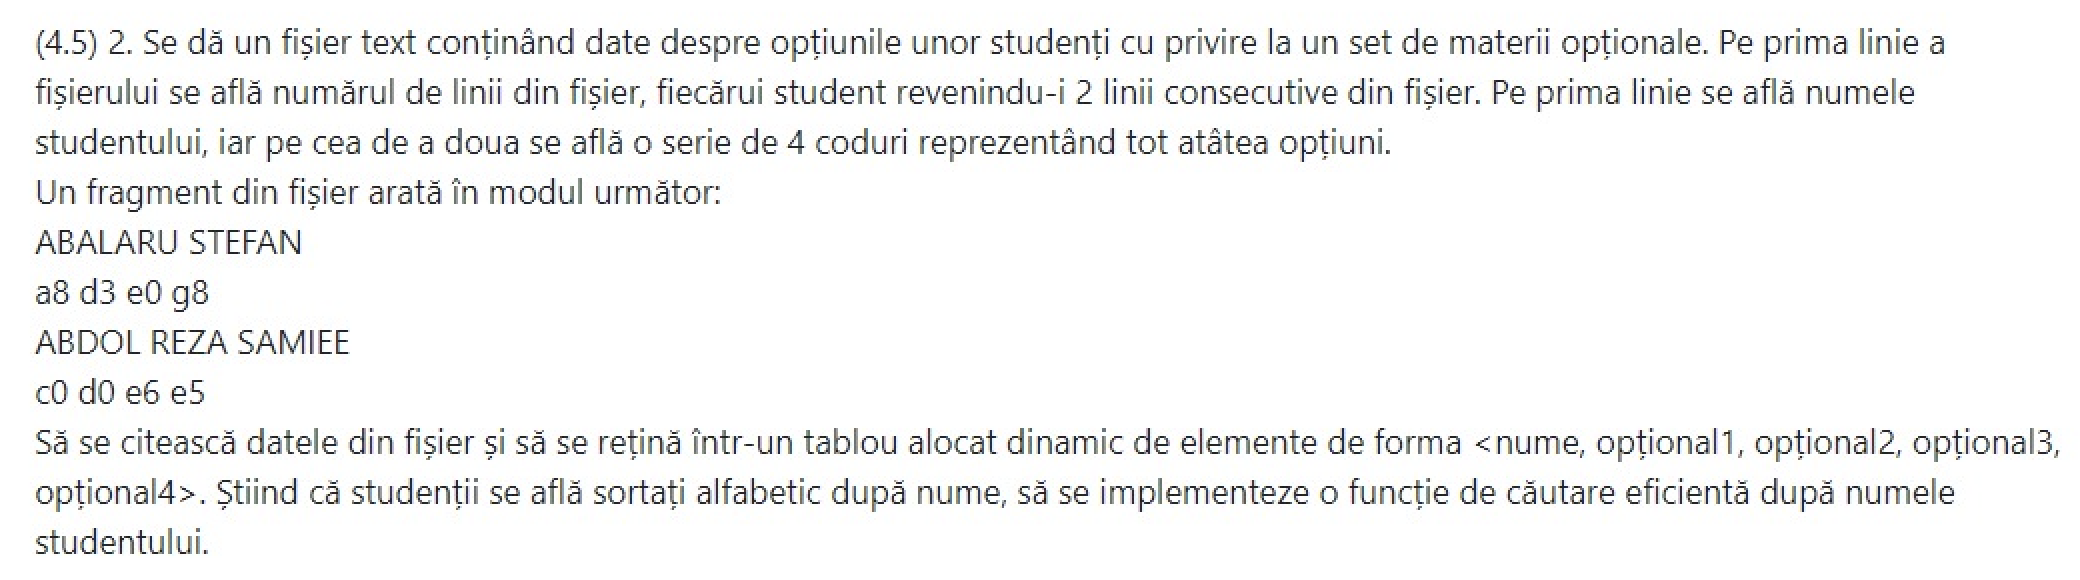 (4.5) 2. Se dă un fișier text conținând date despre opțiunile unor studenți cu privire la un set de materii opționale. Pe prima linie a
fișierului se află numărul de linii din fișier, fiecărui student revenindu-i 2 linii consecutive din fișier. Pe prima linie se află numele
studentului, iar pe cea de a doua se află o serie de 4 coduri reprezentând tot atâtea opțiuni.
Un fragment din fișier arată în modul următor:
ABALARU STEFAN
a8 d3 e0 g8
ABDOL REZA SAMIEE
c0 d0 e6 e5
Să se citească datele din fișier și să se rețină într-un tablou alocat dinamic de elemente de forma <nume, opțional1, opțional2, opțional3,
opțional4>. Știind că studenții se află sortați alfabetic după nume, să se implementeze o funcție de căutare eficientă după numele
studentului.